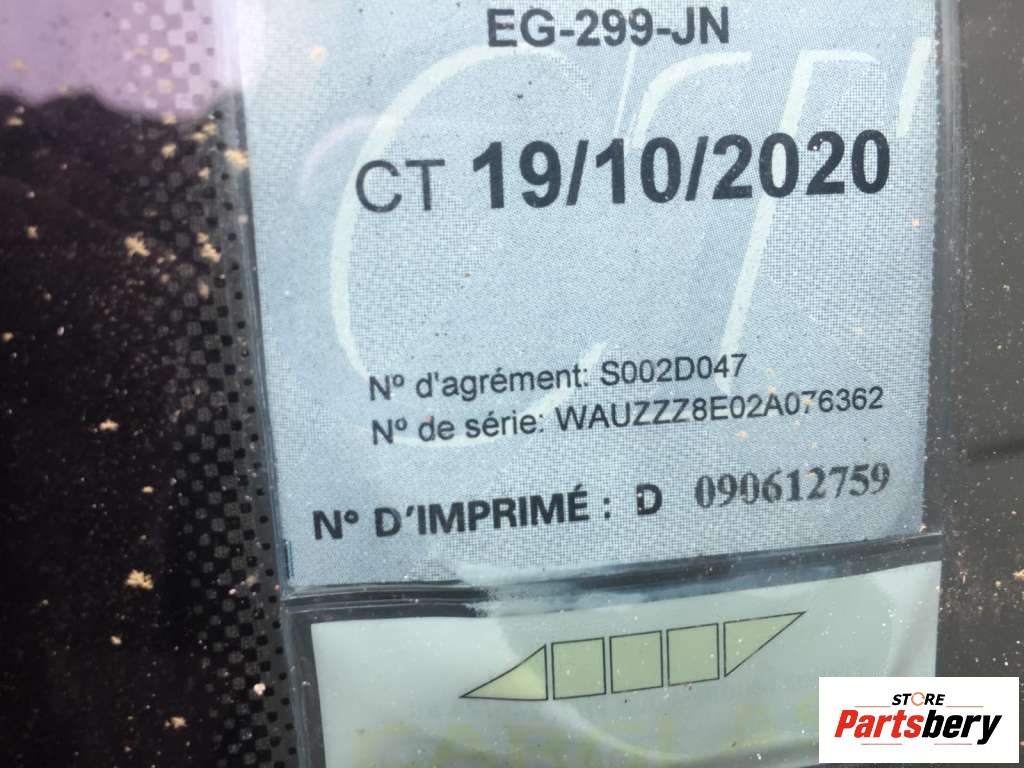 EG-299-JN
CT 19/10/2020
Nº d'agrément: S002D047
Nº de série: WAUZZZ8E02A076362
Nº D'IMPRIMÉ : D 090612759
STORE
Partsbery